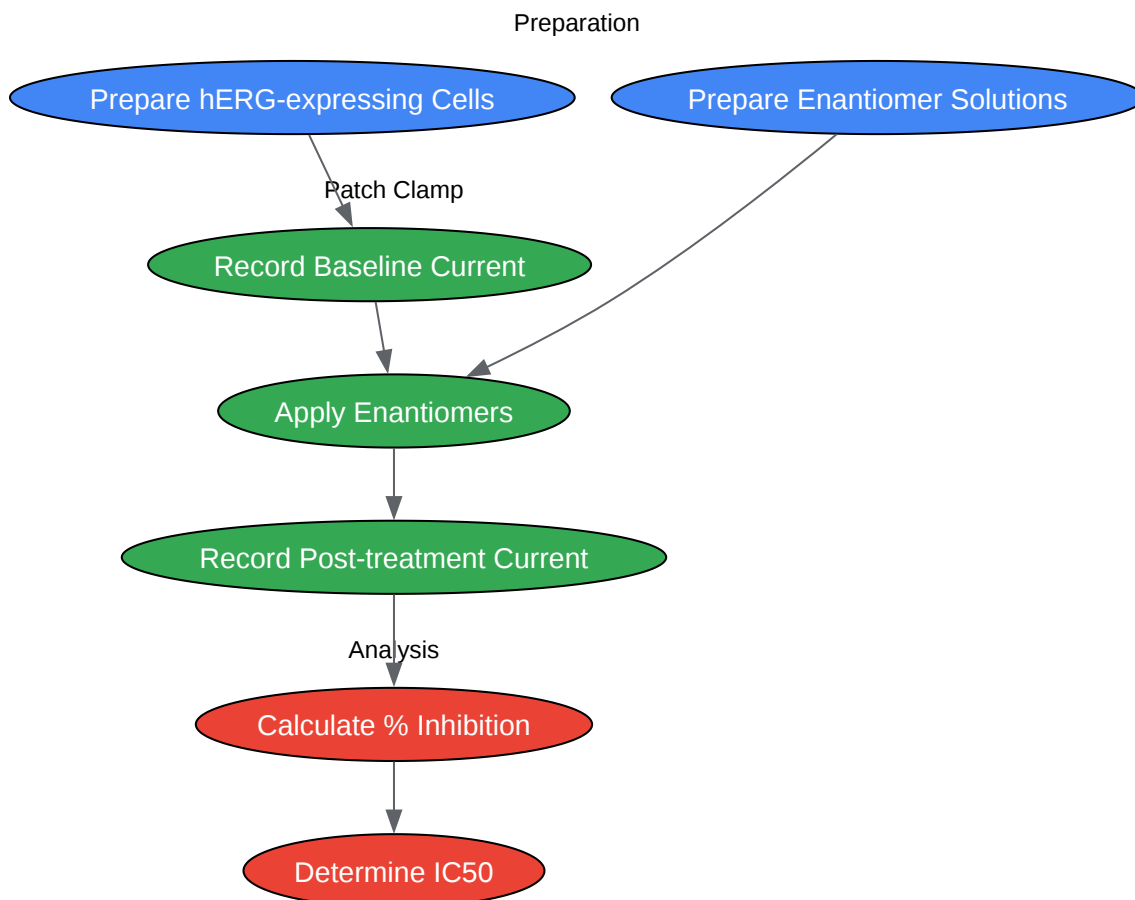 Preparation
Prepare hERG-expressing Cells
Prepare Enantiomer Solutions
Patch Clamp
Record Baseline Current
Apply Enantiomers
Record Post-treatment Current
Analysis
Calculate % Inhibition
Determine IC50